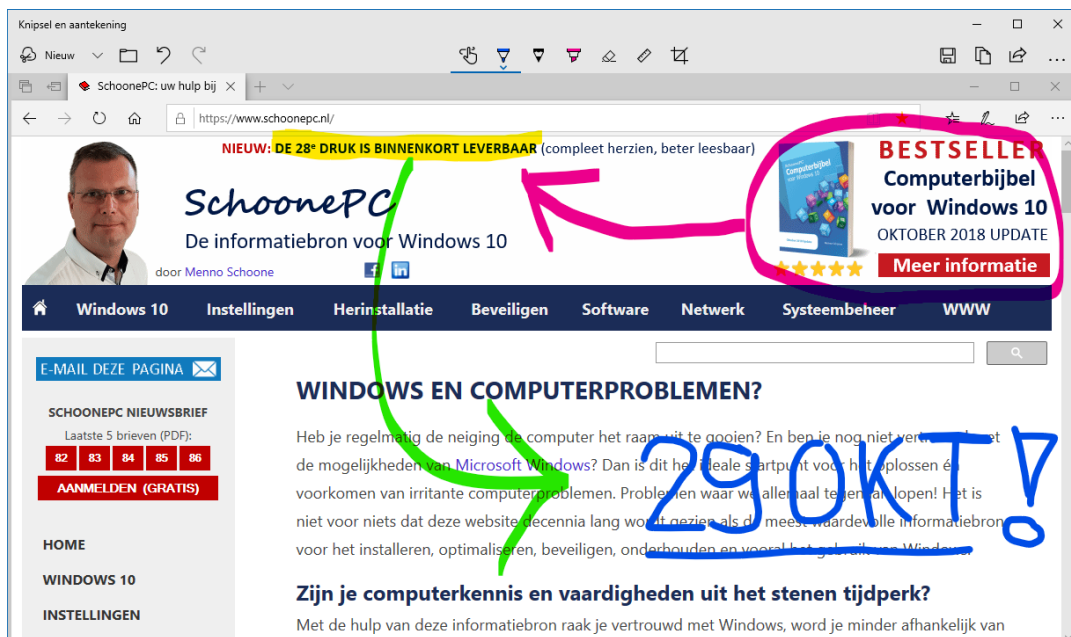 Knipsel en aantekening
Nieuw
SchoonePC: uw hulp bij
https://www.schoonepc.nl/
NIEUW: DE 28e DRUK IS BINNENKORT LEVERBAAR (compleet herzien, beter leesbaar)
SchoonePC
De informatiebron voor Windows 10
door Menno Schoone
f in
Computerbijbel
voor Windows 10
BESTSELLER
Computerbijbel
voor Windows 10
OKTOBER 2018 UPDATE
Meer informatie
Windows 10 Instellingen Herinstallatie Beveiligen Software Netwerk Systeembeheer WWW
E-MAIL DEZE PAGINA
SCHOONEPC NIEUWSBRIEF
Laatste 5 brieven (PDF):
82 83 84 85 86
AANMELDEN (GRATIS)
HOME
WINDOWS 10
INSTELLINGEN
WINDOWS EN COMPUTERPROBLEMEN?
Heb je regelmatig de neiging de computer het raam uit te gooien? En ben je nog niet vertrouwd met
de mogelijkheden van Microsoft Windows? Dan is dit het ideale startpunt voor het oplossen én
voorkomen van irritante computerproblemen. Problemen waar we allemaal tegenaan lopen! Het is
niet voor niets dat deze website decennia lang wordt gezien als de meest waardevolle informatiebron
voor het installeren, optimaliseren, beveiligen, onderhouden en vooral het gebruik van Windows.
29 OKT!
Zijn je computerkennis en vaardigheden uit het stenen tijdperk?
Met de hulp van deze informatiebron raak je vertrouwd met Windows, word je minder afhankelijk van